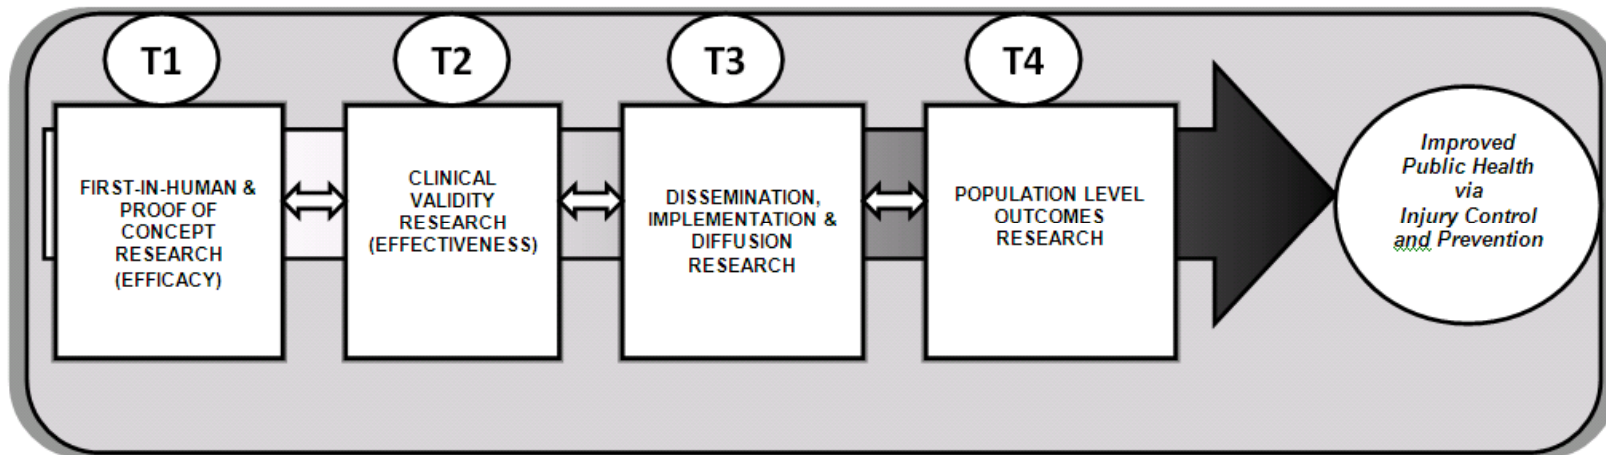 T1
FIRST-IN-HUMAN &
PROOF OF
CONCEPT
RESEARCH
(EFFICACY)
T2
CLINICAL
VALIDITY
RESEARCH
(EFFECTIVENESS)
T3
DISSEMINATION,
IMPLEMENTATION &
DIFFUSION
RESEARCH
T4
POPULATION LEVEL
OUTCOMES
RESEARCH
Improved
Public Health
via
Injury Control
and Prevention